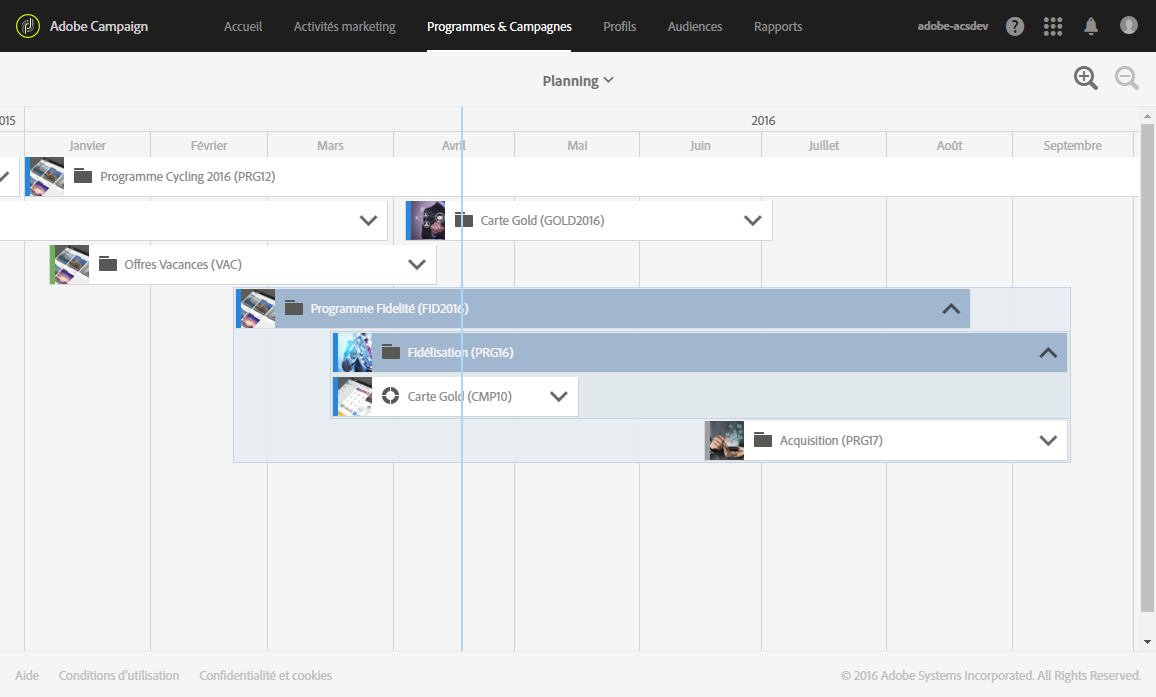 Adobe Campaign Accueil Activités marketing Programmes & Campagnes Profils Audiences Rapports adobe-acsdev ?
Planning
015 2016
Janvier Février Mars Avril Mai Juin Juillet Août Septembre
Programme Cycling 2016 (PRG12)
Carte Gold (GOLD2016)
Offres Vacances (VAC)
Programme Fidelité (FID2016)
Fidélisation (PRG16)
Carte Gold (CMP10)
Acquisition (PRG17)
Aide Conditions d'utilisation Confidentialité et cookies © 2016 Adobe Systems Incorporated. All Rights Reserved.